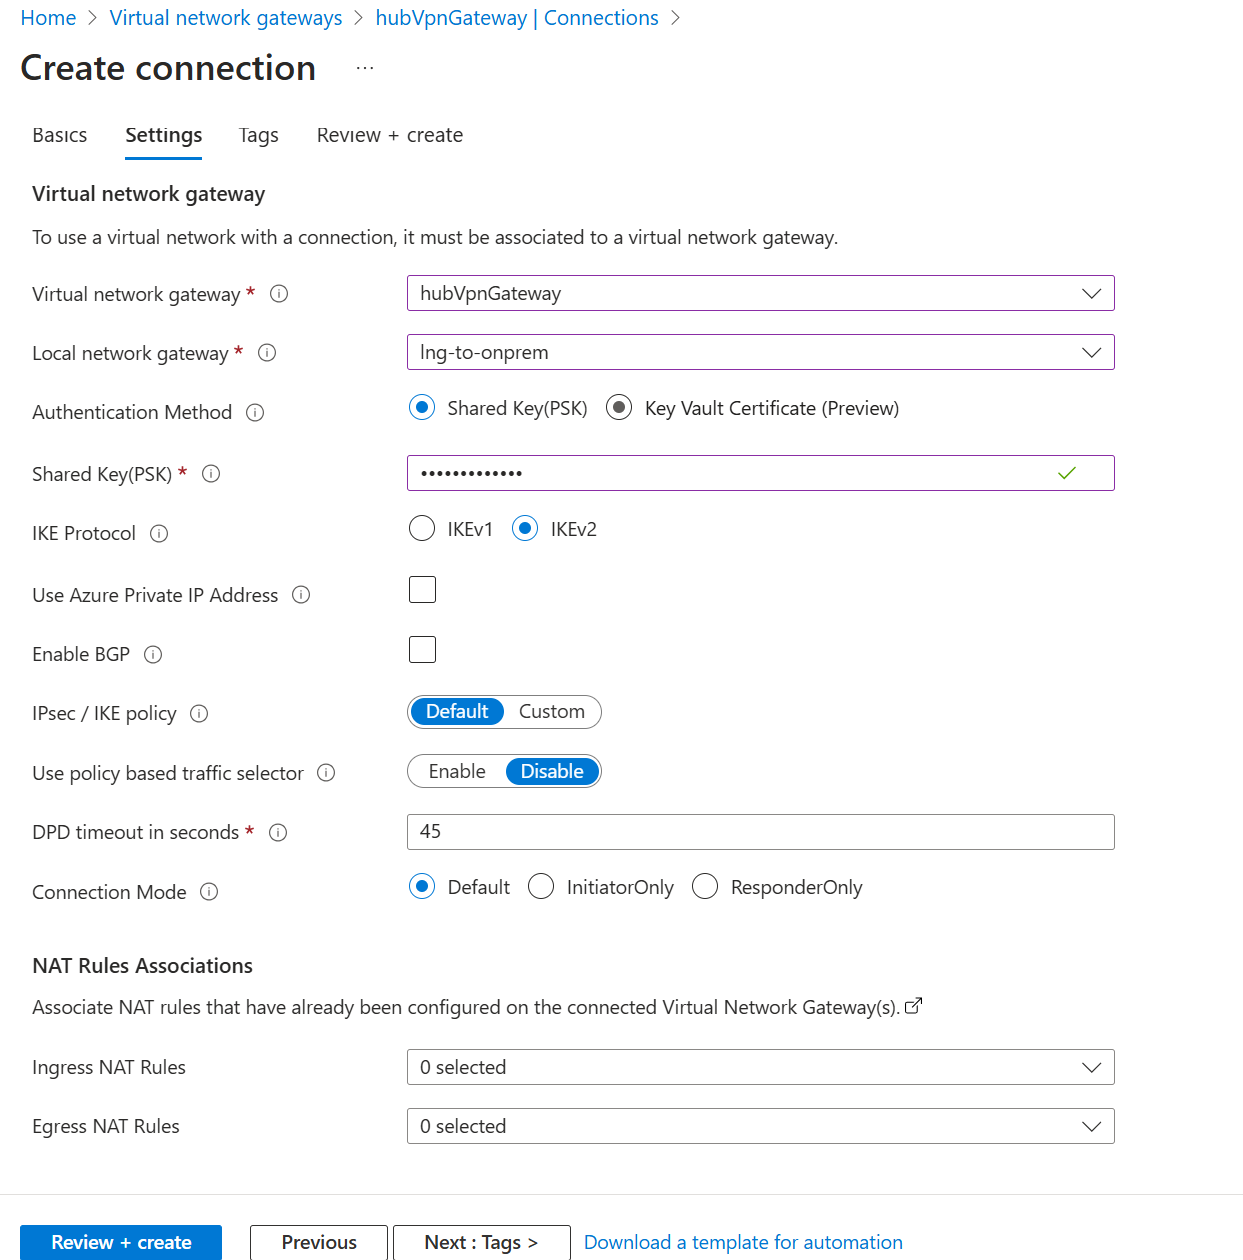 Home > Virtual network gateways > hubVpnGateway | Connections >
Create connection ...
Basics Settings Tags Review + create
Virtual network gateway
To use a virtual network with a connection, it must be associated to a virtual network gateway.
Virtual network gateway * hubVpnGateway
Local network gateway * lng-to-onprem
Authentication Method Shared Key(PSK) Key Vault Certificate (Preview)
Shared Key(PSK) * •••••••••••••
IKE Protocol IKEv1 IKEv2
Use Azure Private IP Address
Enable BGP
IPsec / IKE policy Default Custom
Use policy based traffic selector Enable Disable
DPD timeout in seconds * 45
Connection Mode Default InitiatorOnly ResponderOnly
NAT Rules Associations
Associate NAT rules that have already been configured on the connected Virtual Network Gateway(s).
Ingress NAT Rules 0 selected
Egress NAT Rules 0 selected
Review + create Previous Next : Tags > Download a template for automation